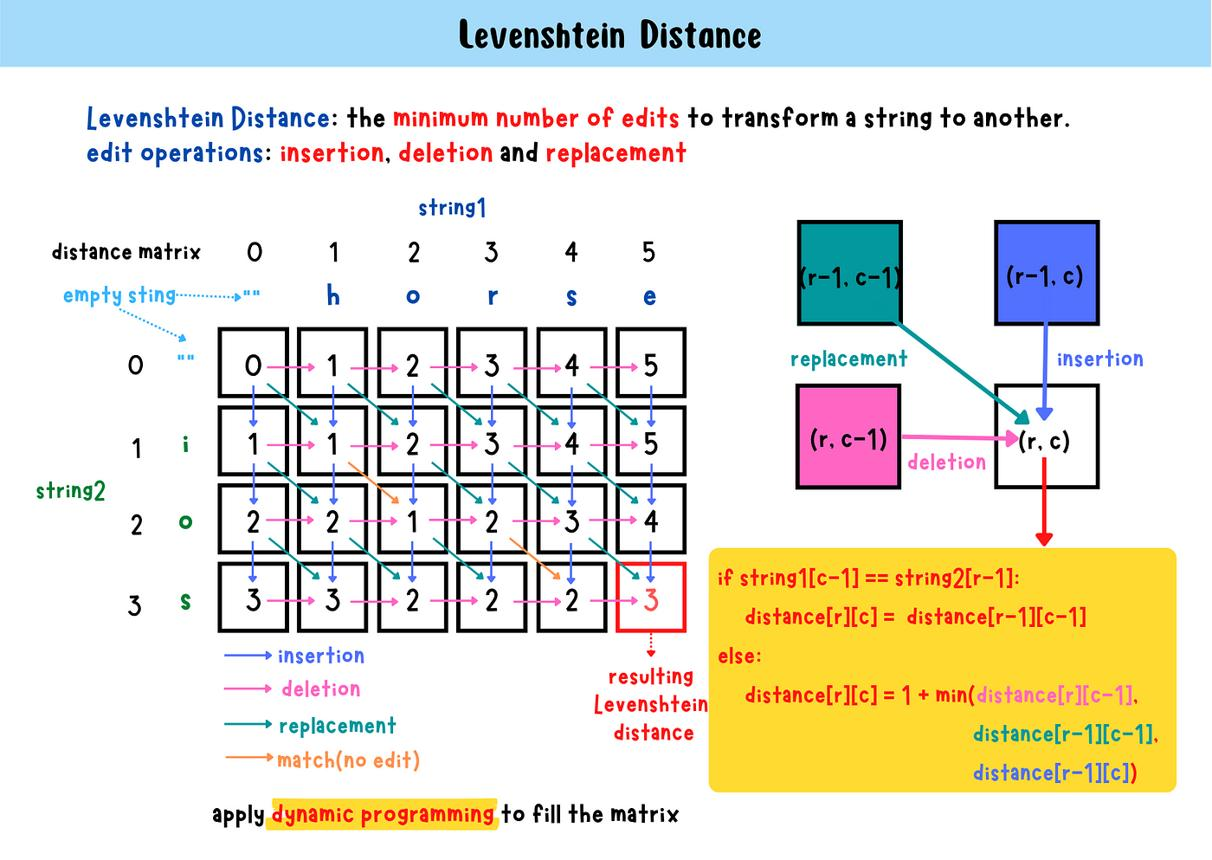 Levenshtein Distance
Levenshtein Distance: the minimum number of edits to transform a string to another.
edit operations: insertion, deletion and replacement
string1
distance matrix 0 1 2 3 4 5
empty sting "" h o r s e
0 "" 0 1 2 3 4 5
1 i 1 1 2 3 4 5
string2
2 o 2 2 1 2 3 4
3 s 3 3 2 2 2 3
insertion
deletion
replacement
match(no edit)
resulting
Levenshtein
distance
apply dynamic programming to fill the matrix
(r-1, c-1) (r-1, c)
replacement insertion
(r, c-1) (r, c)
deletion
if string1[c-1] == string2[r-1]:
distance[r][c] = distance[r-1][c-1]
else:
distance[r][c] = 1 + min(distance[r][c-1],
distance[r-1][c-1],
distance[r-1][c])